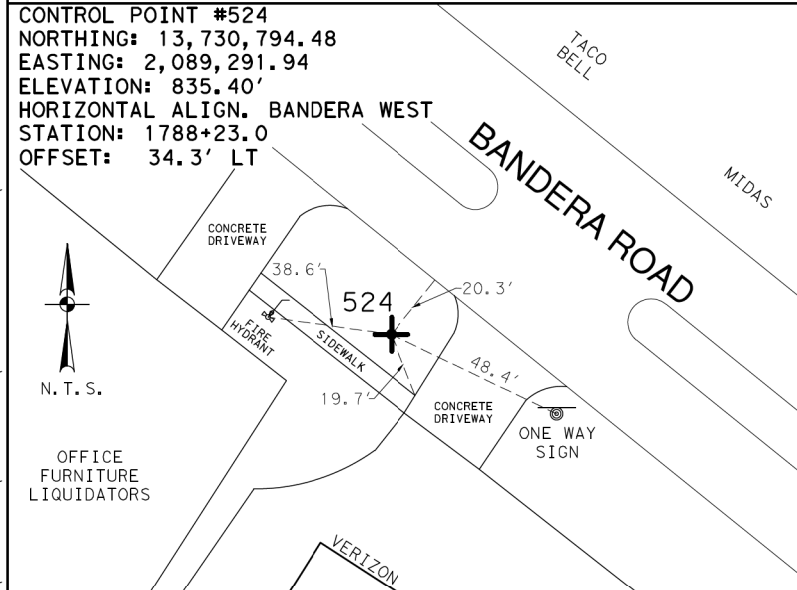 CONTROL POINT #524
NORTHING: 13,730,794.48
EASTING: 2,089,291.94
ELEVATION: 835.40'
HORIZONTAL ALIGN. BANDERA WEST
STATION: 1788+23.0
OFFSET: 34.3' LT
TACO
BELL
BANDERA ROAD
MIDAS
CONCRETE
DRIVEWAY
38.6'
524
20.3'
FIRE
HYDRANT
SIDEWALK
48.4'
19.7'
N.T.S.
CONCRETE
DRIVEWAY
ONE WAY
SIGN
OFFICE
FURNITURE
LIQUIDATORS
VERIZON